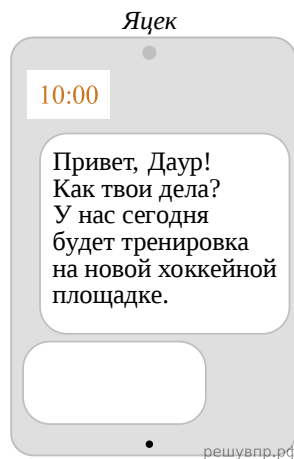 Яцек
10:00
Привет, Даур!
Как твои дела?
У нас сегодня
будет тренировка
на новой хоккейной
площадке.
решувпр.рф